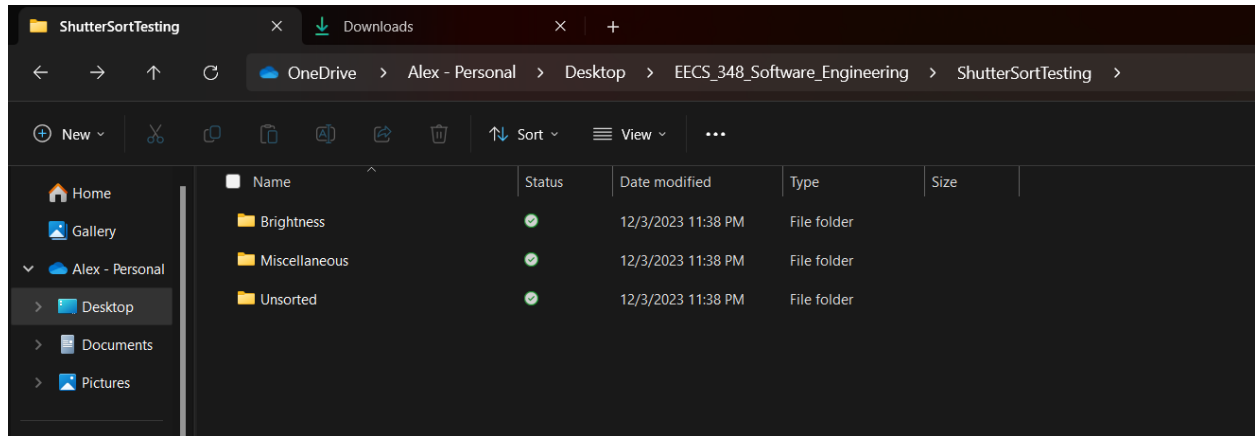 ShutterSortTesting Downloads
OneDrive > Alex - Personal > Desktop > EECS_348_Software_Engineering > ShutterSortTesting >
New Sort View
Name Status Date modified Type Size
Home
Gallery
Alex - Personal
Desktop
Documents
Pictures
Brightness 12/3/2023 11:38 PM File folder
Miscellaneous 12/3/2023 11:38 PM File folder
Unsorted 12/3/2023 11:38 PM File folder